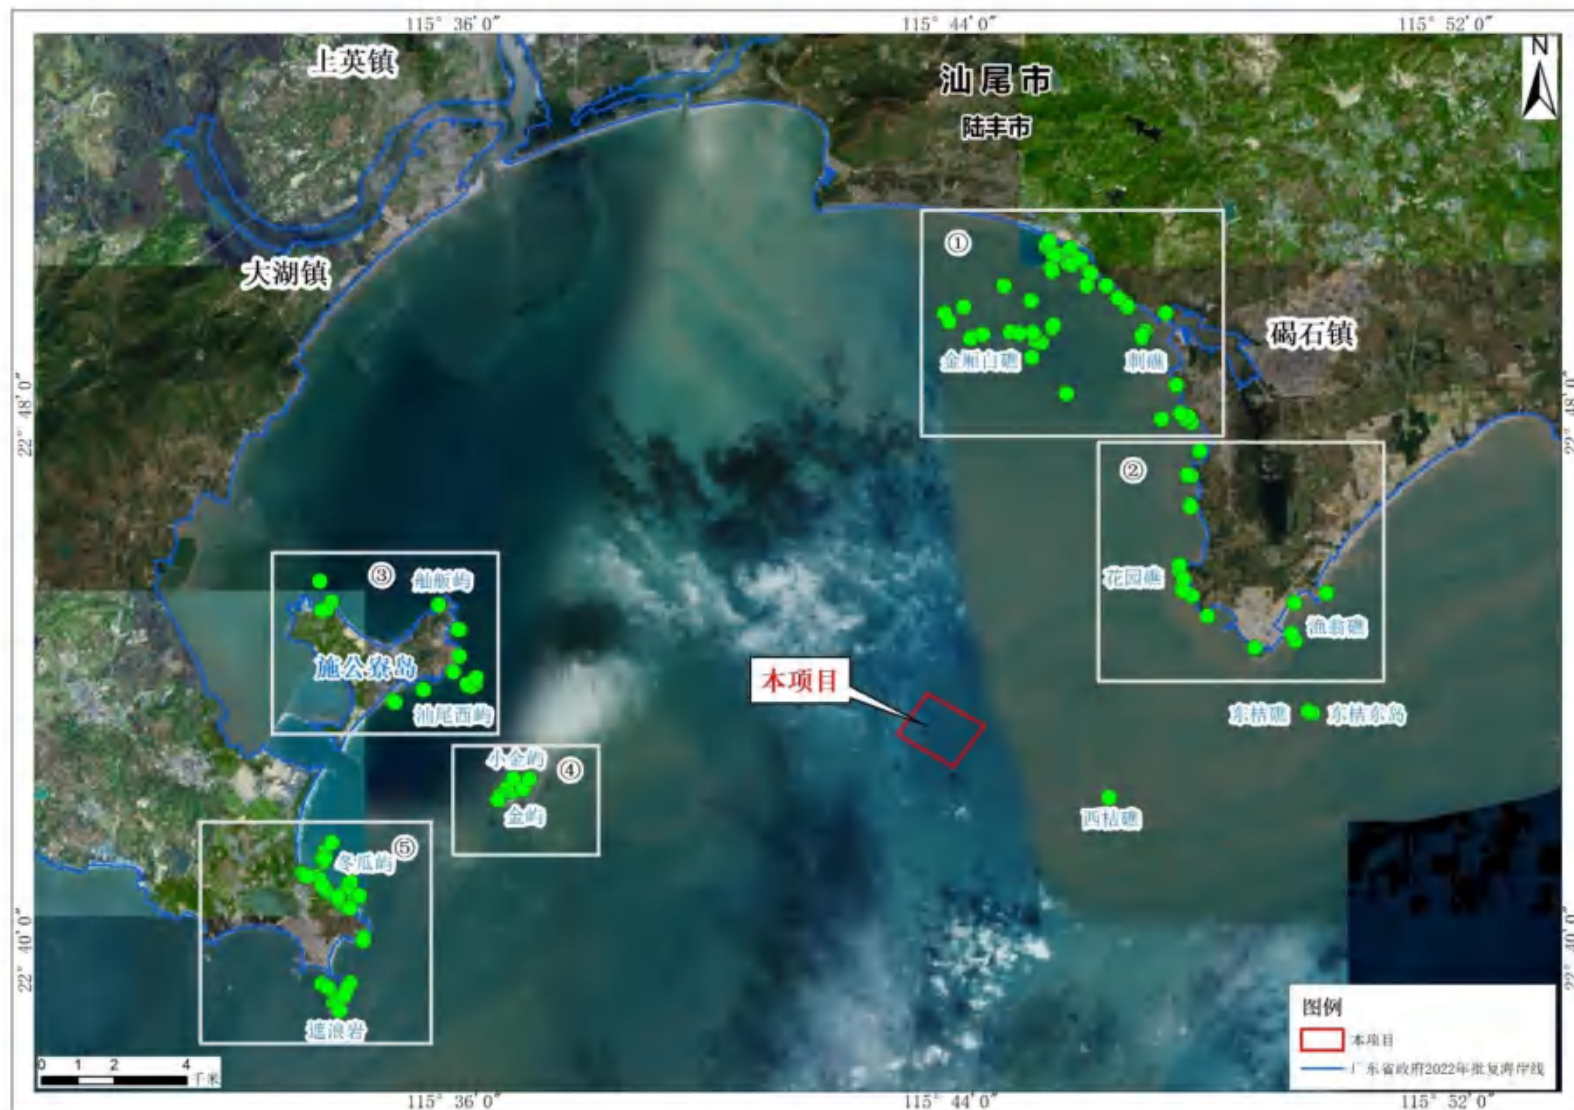 115° 36′ 0″
115° 44′ 0″
115° 52′ 0″
N
上英镇
汕尾市
陆丰市
①
大湖镇
碣石镇
金厢白礁
刺礁
22° 48′ 0″
22° 48′ 0″
②
③
舢舨屿
花园礁
渔翁礁
施公寮岛
本项目
汕尾西屿
东桔礁
东桔东岛
小金屿
④
西桔礁
金屿
⑤
冬瓜屿
22° 40′ 0″
22° 40′ 0″
图例
遮浪岩
本项目
广东省政府2022年批复海岸线
0 1 2 4
千米
115° 36′ 0″
115° 44′ 0″
115° 52′ 0″